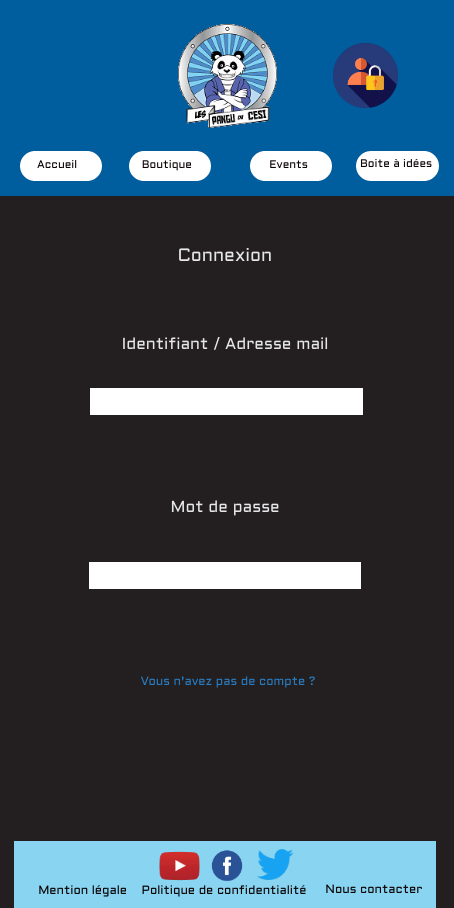 LES PANGU DU CESI
Accueil Boutique Events Boite à idées
Connexion
Identifiant / Adresse mail
Mot de passe
Vous n'avez pas de compte ?
Mention légale Politique de confidentialité Nous contacter